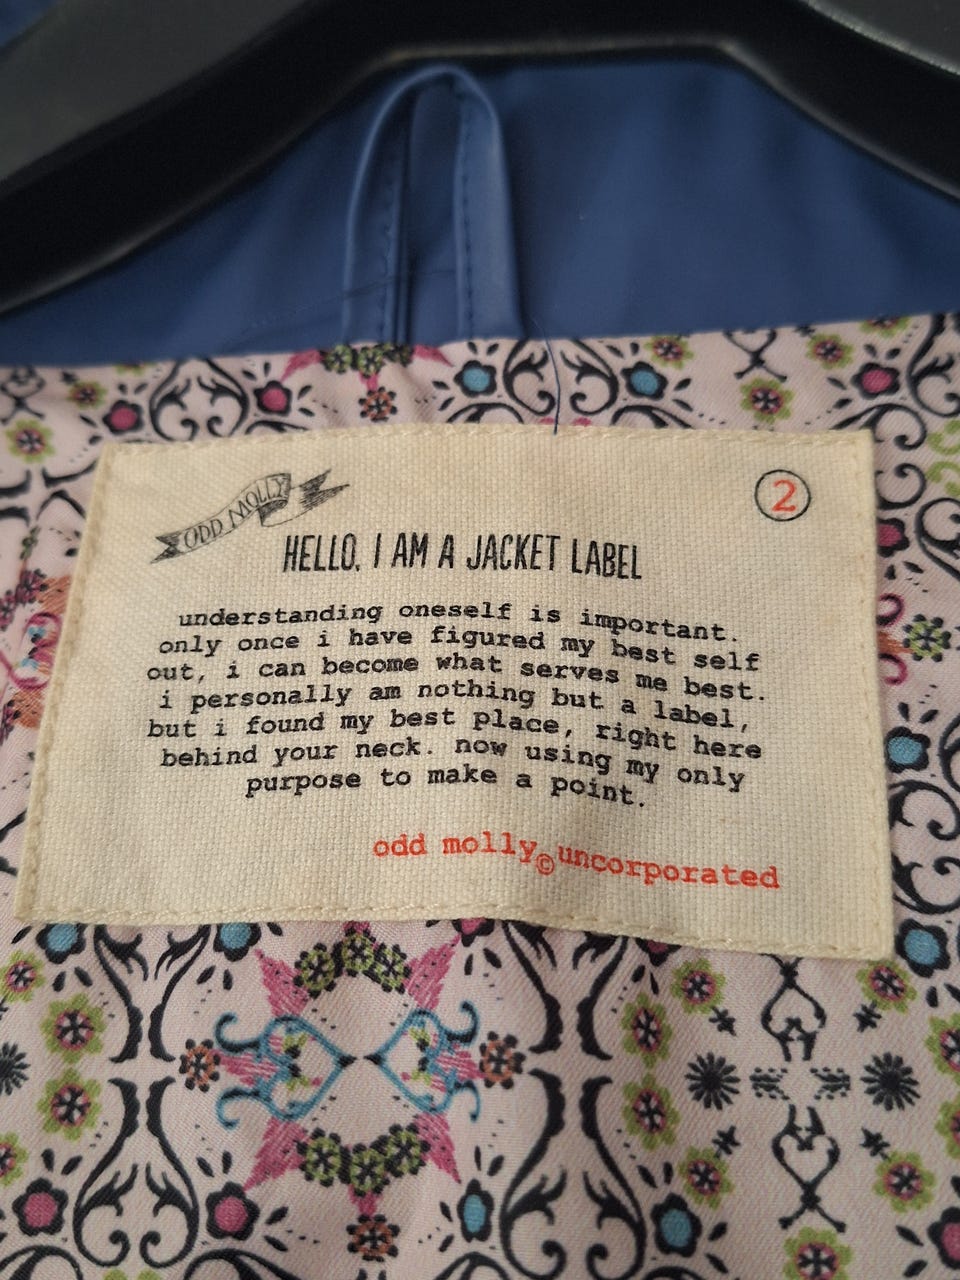 ODD MOLLY
2
HELLO, I AM A JACKET LABEL
understanding oneself is important.
only once i have figured my best self
out, i can become what serves me best.
i personally am nothing but a label,
but i found my best place, right here
behind your neck. now using my only
purpose to make a point.
odd molly©uncorporated